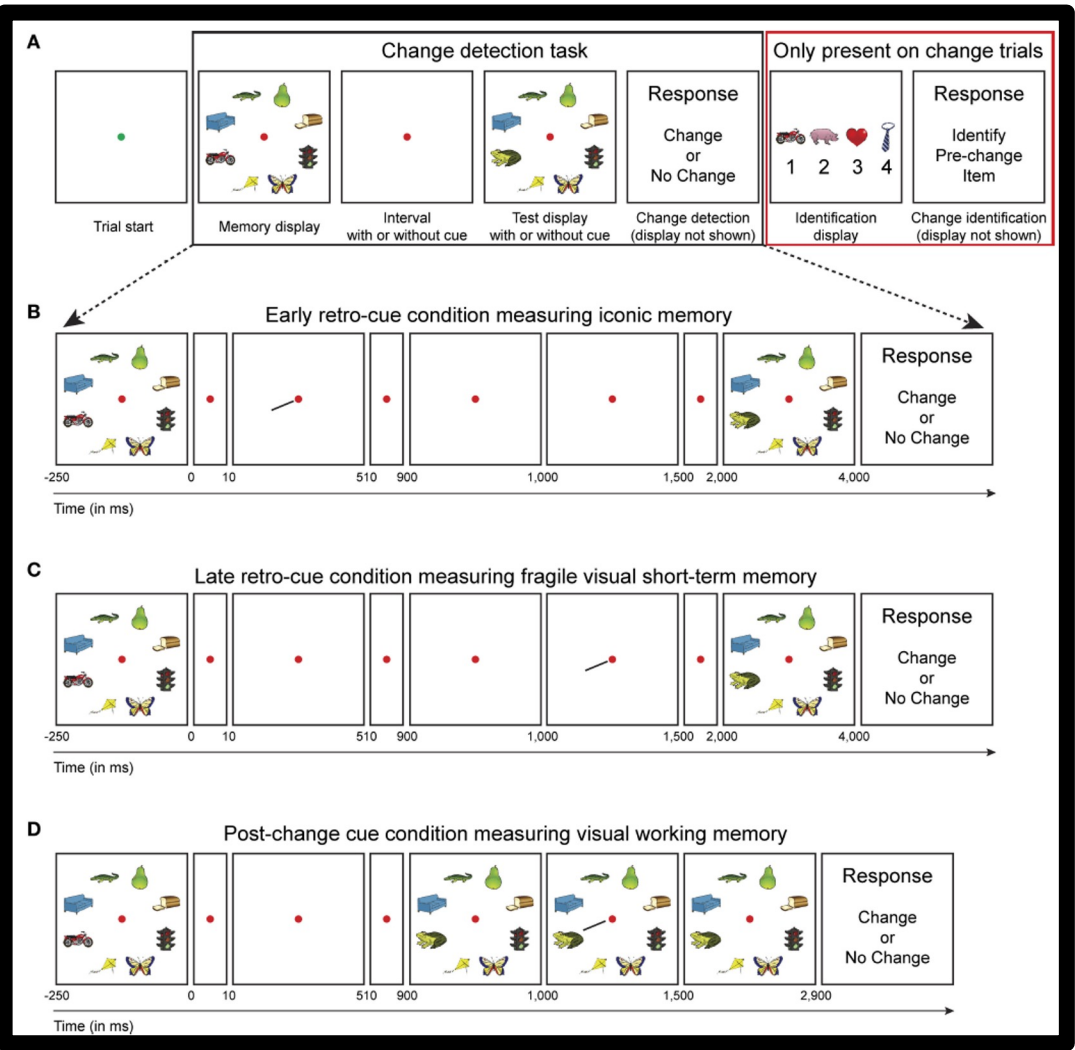 A
Change detection task
Only present on change trials
Response
Change
or
No Change
1 2 3 4
Response
Identify
Pre-change
Item
Trial start
Memory display
Interval
with or without cue
Test display
with or without cue
Change detection
(display not shown)
Identification
display
Change identification
(display not shown)
B
Early retro-cue condition measuring iconic memory
Response
Change
or
No Change
-250 0 10 510 900 1,000 1,500 2,000 4,000
Time (in ms)
C
Late retro-cue condition measuring fragile visual short-term memory
Response
Change
or
No Change
-250 0 10 510 900 1,000 1,500 2,000 4,000
Time (in ms)
D
Post-change cue condition measuring visual working memory
Response
Change
or
No Change
-250 0 10 510 900 1,000 1,500 2,900
Time (in ms)